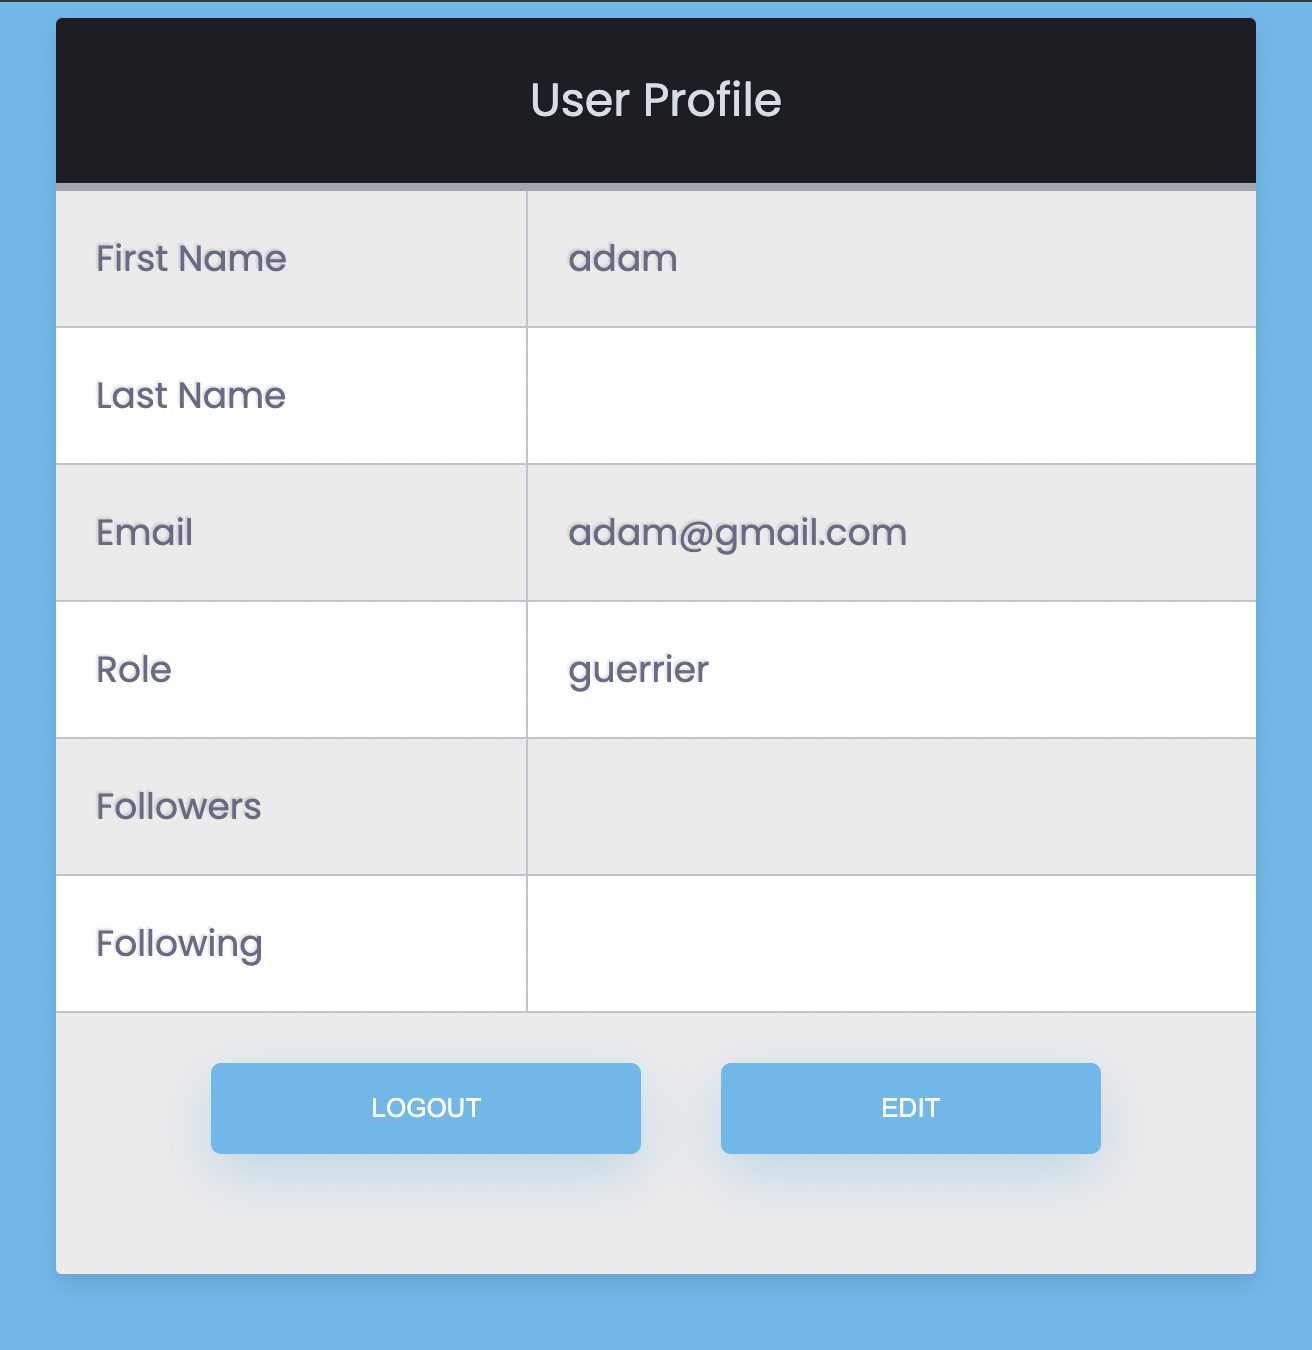 User Profile
First Name adam
Last Name
Email adam@gmail.com
Role guerrier
Followers
Following
LOGOUT EDIT